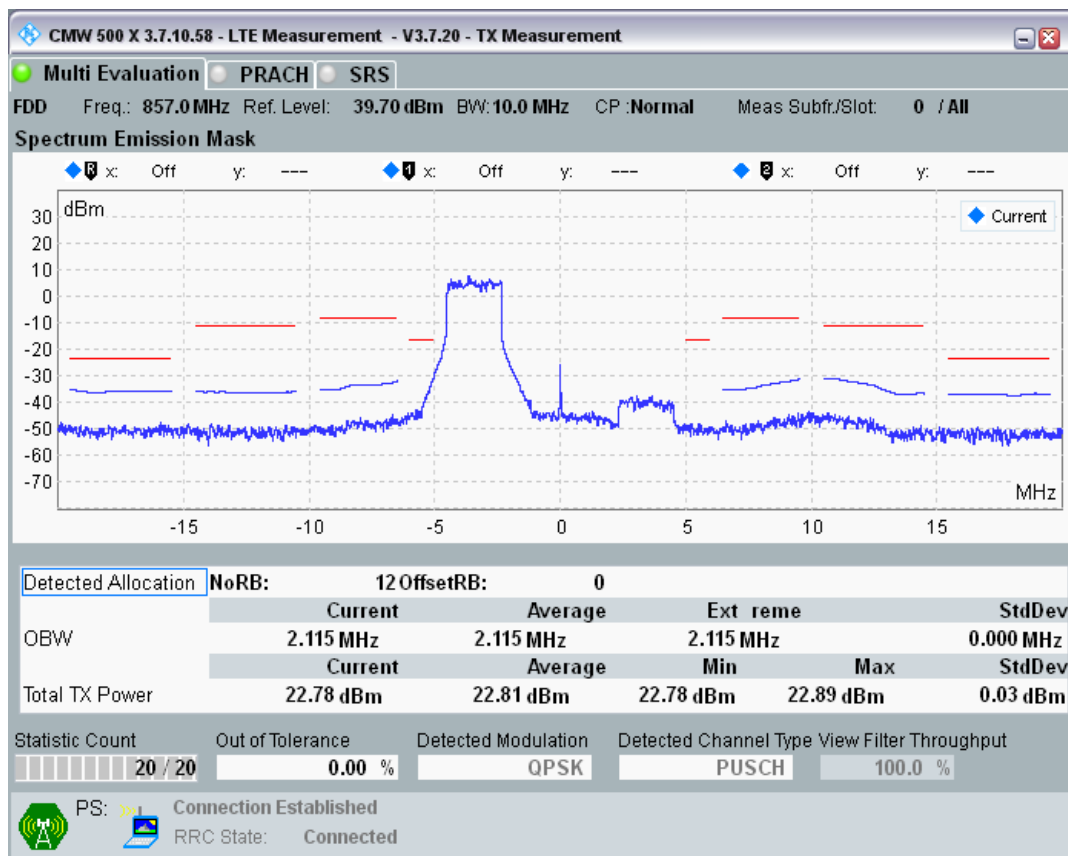 CMW 500 X 3.7.10.58 - LTE Measurement - V3.7.20 - TX Measurement
Multi Evaluation PRACH SRS
FDD Freq.: 857.0 MHz Ref. Level: 39.70 dBm BW: 10.0 MHz CP :Normal Meas Subfr./Slot: 0 / All
Spectrum Emission Mask
R x: Off y: --- 1 x: Off y: --- 2 x: Off y: ---
dBm
Current
30
20
10
0
-10
-20
-30
-40
-50
-60
-70
MHz
-15 -10 -5 0 5 10 15
Detected Allocation NoRB: 12 OffsetRB: 0
Current Average Ext reme StdDev
OBW 2.115 MHz 2.115 MHz 2.115 MHz 0.000 MHz
Current Average Min Max StdDev
Total TX Power 22.78 dBm 22.81 dBm 22.78 dBm 22.89 dBm 0.03 dBm
Statistic Count Out of Tolerance Detected Modulation Detected Channel Type View Filter Throughput
20 / 20 0.00 % QPSK PUSCH 100.0 %
PS: Connection Established
RRC State: Connected